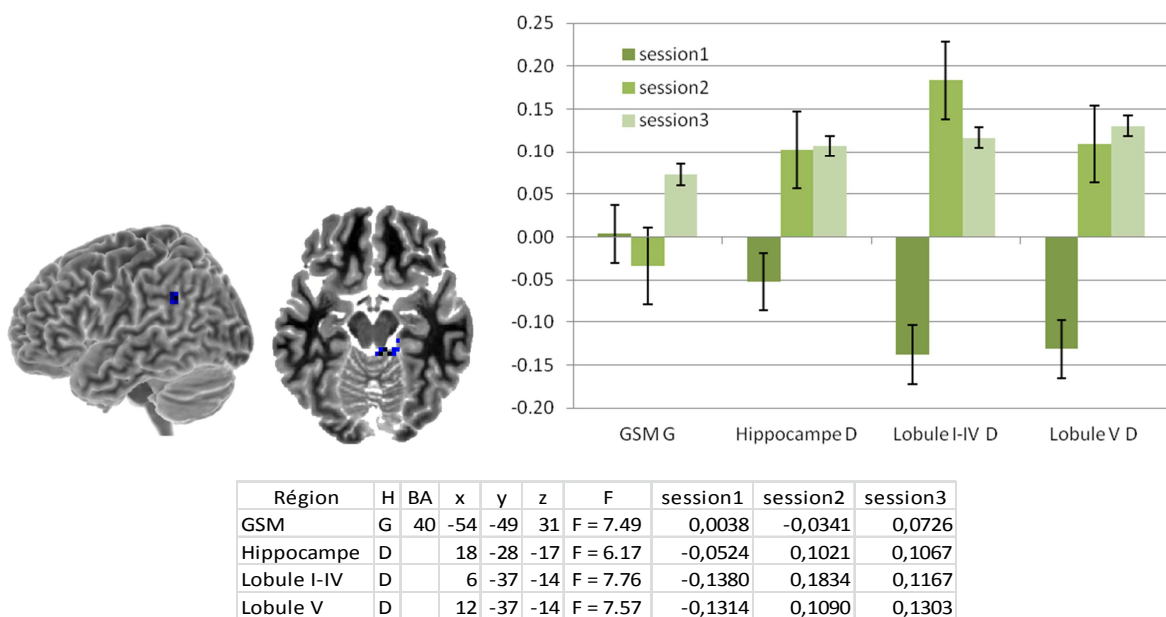 0.25
0.20
0.15
0.10
0.05
0.00
-0.05
-0.10
-0.15
-0.20
session1
session2
session3
GSM G Hippocampe D Lobule I-IV D Lobule V D
Région H BA x y z F session1 session2 session3
GSM G 40 -54 -49 31 F = 7.49 0,0038 -0,0341 0,0726
Hippocampe D 18 -28 -17 F = 6.17 -0,0524 0,1021 0,1067
Lobule I-IV D 6 -37 -14 F = 7.76 -0,1380 0,1834 0,1167
Lobule V D 12 -37 -14 F = 7.57 -0,1314 0,1090 0,1303